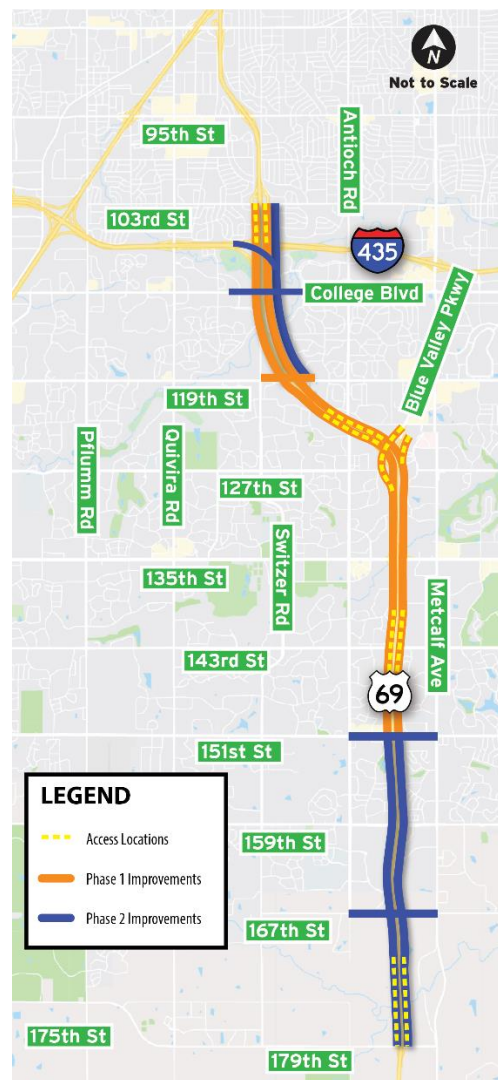 N
Not to Scale
95th St
Antioch Rd
103rd St
435
College Blvd
Blue Valley Pkwy
119th St
Pflumm Rd
Quivira Rd
127th St
Switzer Rd
135th St
Metcalf Ave
143rd St
69
151st St
LEGEND
Access Locations
Phase 1 Improvements
Phase 2 Improvements
159th St
167th St
175th St
179th St